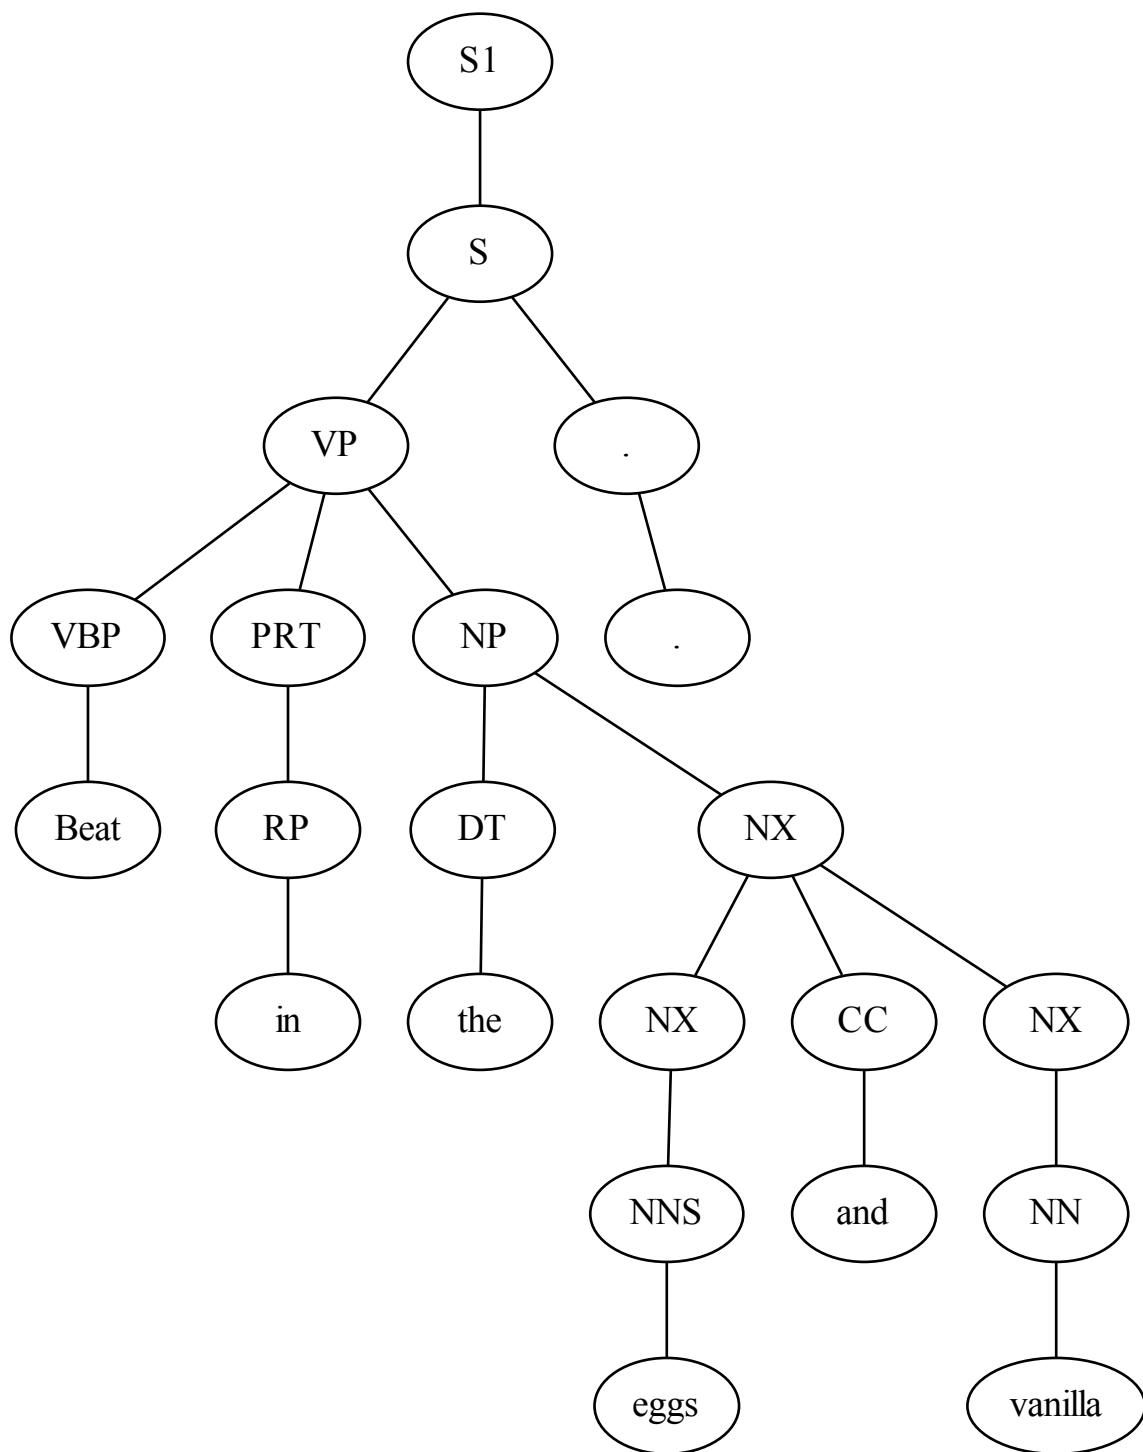 S1
S
VP .
VBP PRT NP .
Beat RP DT NX
in the NX CC NX
NNS and NN
eggs vanilla